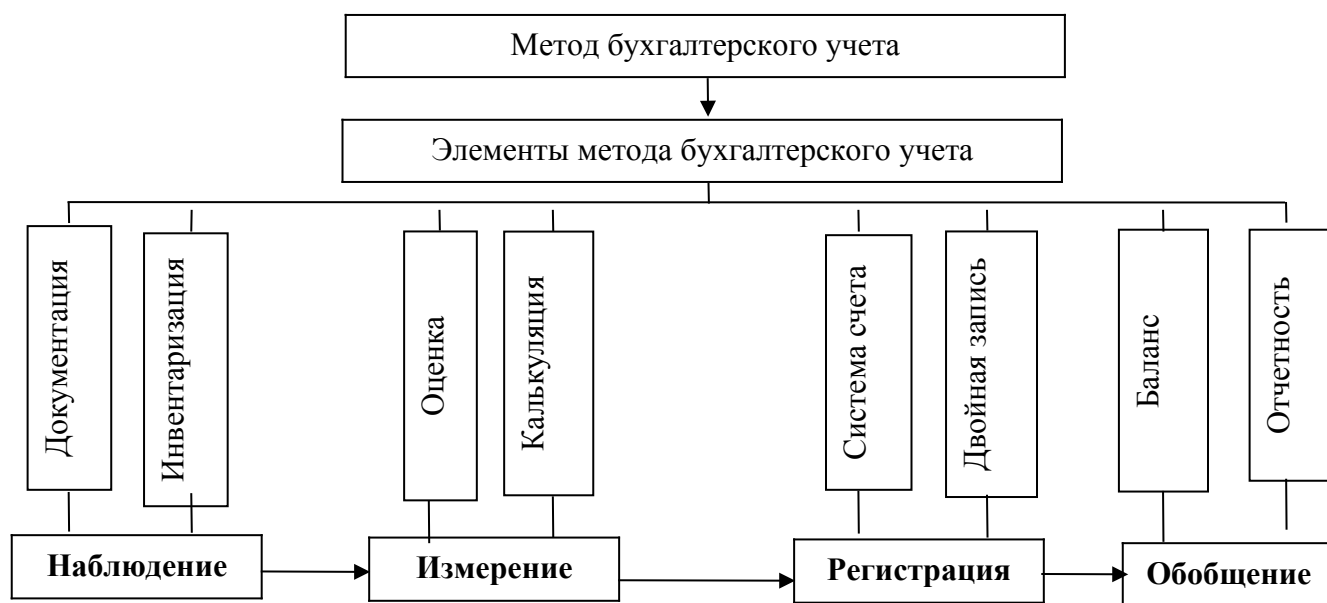 Метод бухгалтерского учета
Элементы метода бухгалтерского учета
Документация
Инвентаризация
Оценка
Калькуляция
Система счета
Двойная запись
Баланс
Отчетность
Наблюдение
Измерение
Регистрация
Обобщение